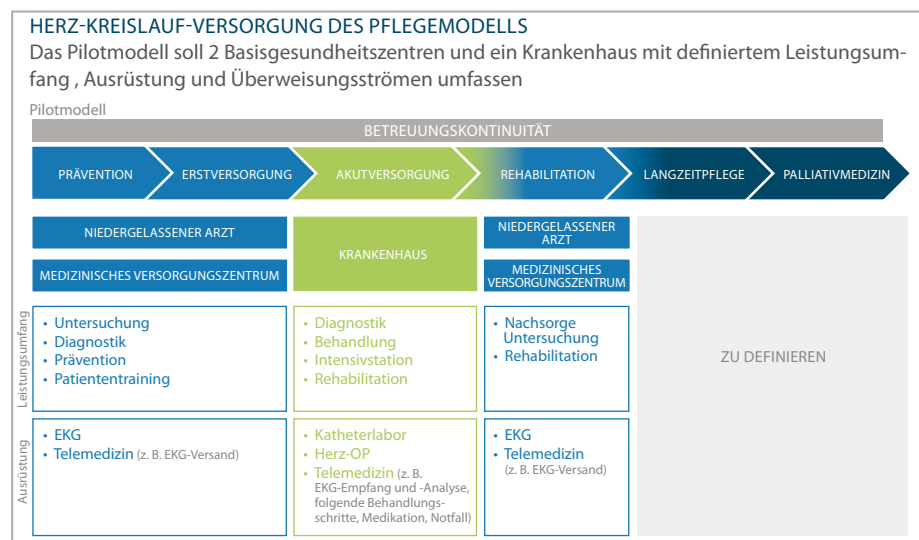 HERZ-KREISLAUF-VERSORGUNG DES PFLEGEMODELLS
Das Pilotmodell soll 2 Basisgesundheitszentren und ein Krankenhaus mit definiertem Leistungsum-
fang , Ausrüstung und Überweisungsströmen umfassen
Pilotmodell
BETREUUNGSKONTINUITÄT
PRÄVENTION
ERSTVERSORGUNG
AKUTVERSORGUNG
REHABILITATION
LANGZEITPFLEGE
PALLIATIVMEDIZIN
NIEDERGELASSENER ARZT
MEDIZINISCHES VERSORGUNGSZENTRUM
KRANKENHAUS
NIEDERGELASSENER
ARZT
MEDIZINISCHES
VERSORGUNGSZENTRUM
Leistungsumfang
• Untersuchung
• Diagnostik
• Prävention
• Patiententraining
• Diagnostik
• Behandlung
• Intensivstation
• Rehabilitation
• Nachsorge
Untersuchung
• Rehabilitation
ZU DEFINIEREN
Ausrüstung
• EKG
• Telemedizin (z. B. EKG-Versand)
• Katheterlabor
• Herz-OP
• Telemedizin (z. B.
EKG-Empfang und -Analyse,
folgende Behandlungs-
schritte, Medikation, Notfall)
• EKG
• Telemedizin
(z. B. EKG-Versand)